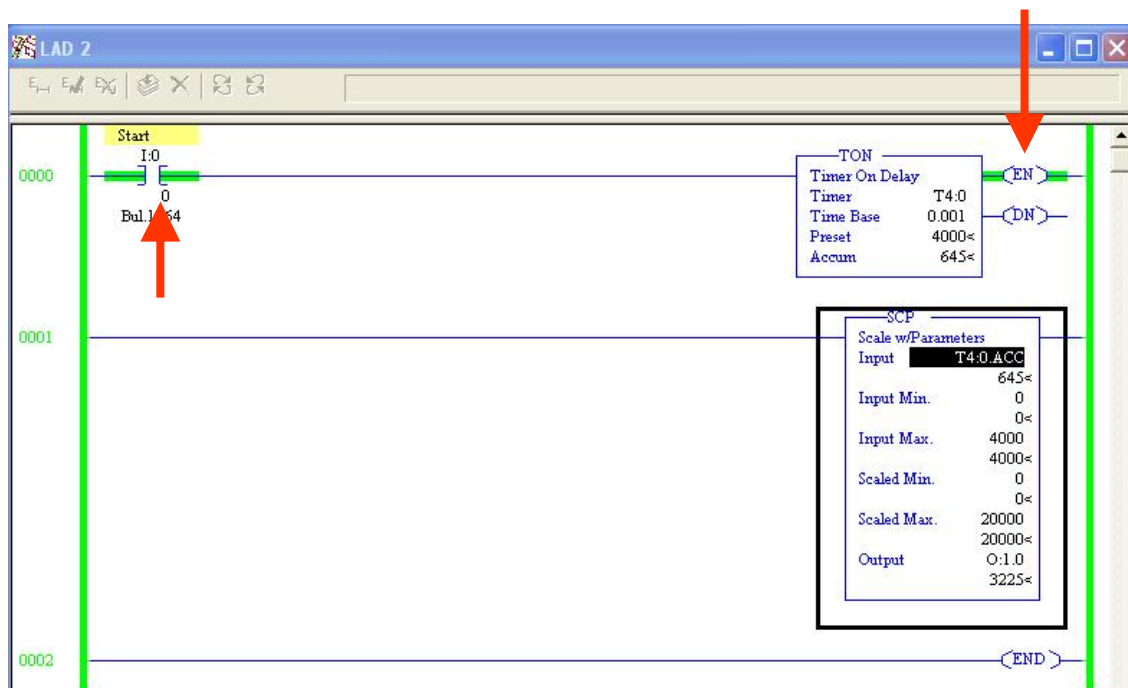 LAD 2
Start
I:0
0000
0
TON
Timer On Delay
Timer T4:0
Time Base 0.001
Preset 4000<
Accum 645<
EN
DN
0001
SCP
Scale w/Parameters
Input T4:0.ACC
645<
Input Min. 0
0<
Input Max. 4000
4000<
Scaled Min. 0
0<
Scaled Max. 20000
20000<
Output O:1.0
3225<
0002
END